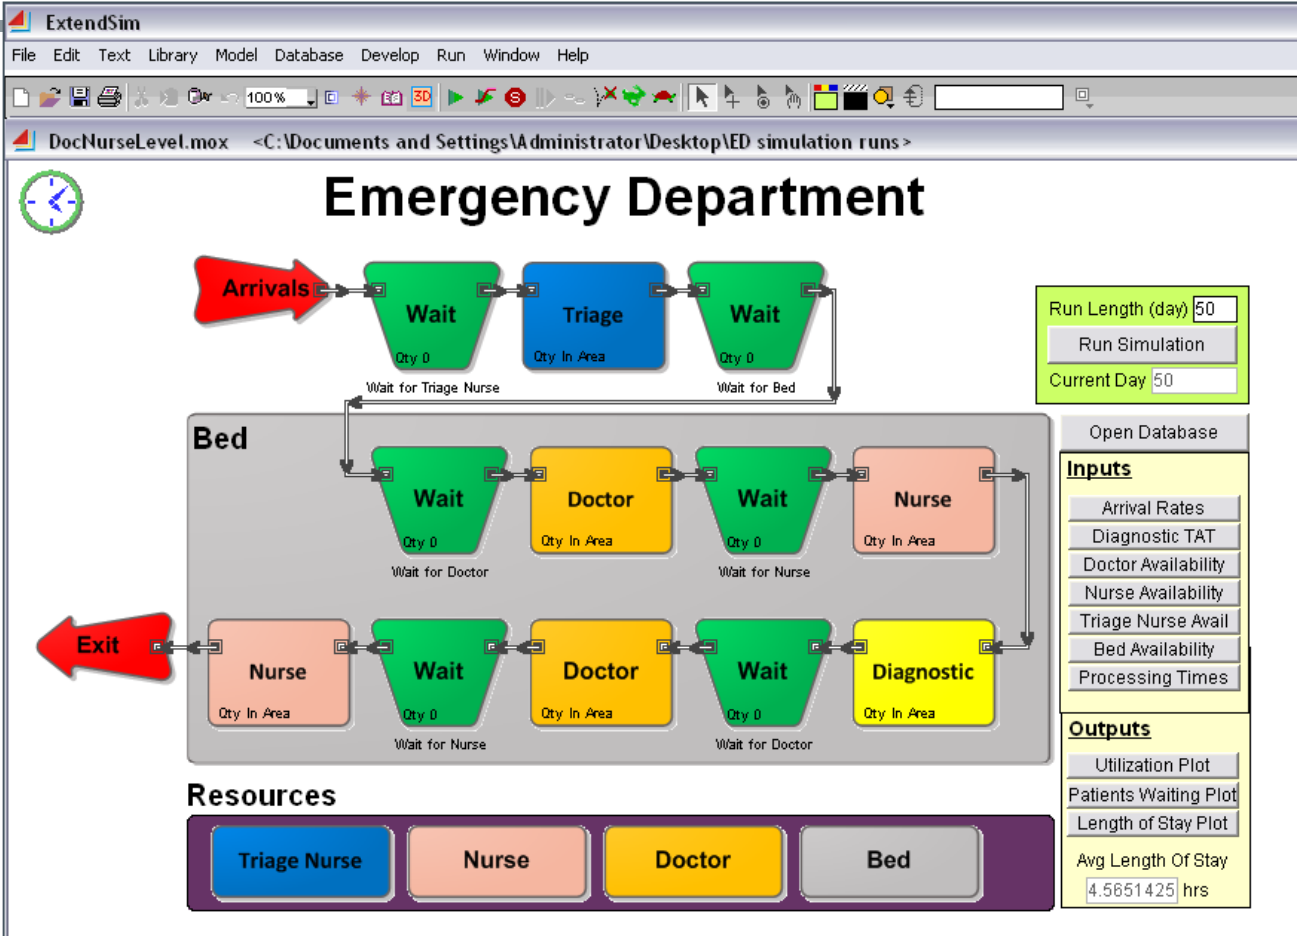 ExtendSim
File Edit Text Library Model Database Develop Run Window Help
100% 3D S
DocNurseLevel.mox <C:\Documents and Settings\Administrator\Desktop\ED simulation runs>
Emergency Department
Arrivals
Wait
Qty 0
Wait for Triage Nurse
Triage
Qty In Area
Wait
Qty 0
Wait for Bed
Run Length (day) 50
Run Simulation
Current Day 50
Bed
Wait
Qty 0
Wait for Doctor
Doctor
Qty In Area
Wait
Qty 0
Wait for Nurse
Nurse
Qty In Area
Exit
Nurse
Qty In Area
Wait
Qty 0
Wait for Nurse
Doctor
Qty In Area
Wait
Qty 0
Wait for Doctor
Diagnostic
Qty In Area
Open Database
Inputs
Arrival Rates
Diagnostic TAT
Doctor Availability
Nurse Availability
Triage Nurse Avail
Bed Availability
Processing Times
Outputs
Utilization Plot
Patients Waiting Plot
Length of Stay Plot
Avg Length Of Stay
4.5651425 hrs
Resources
Triage Nurse
Nurse
Doctor
Bed